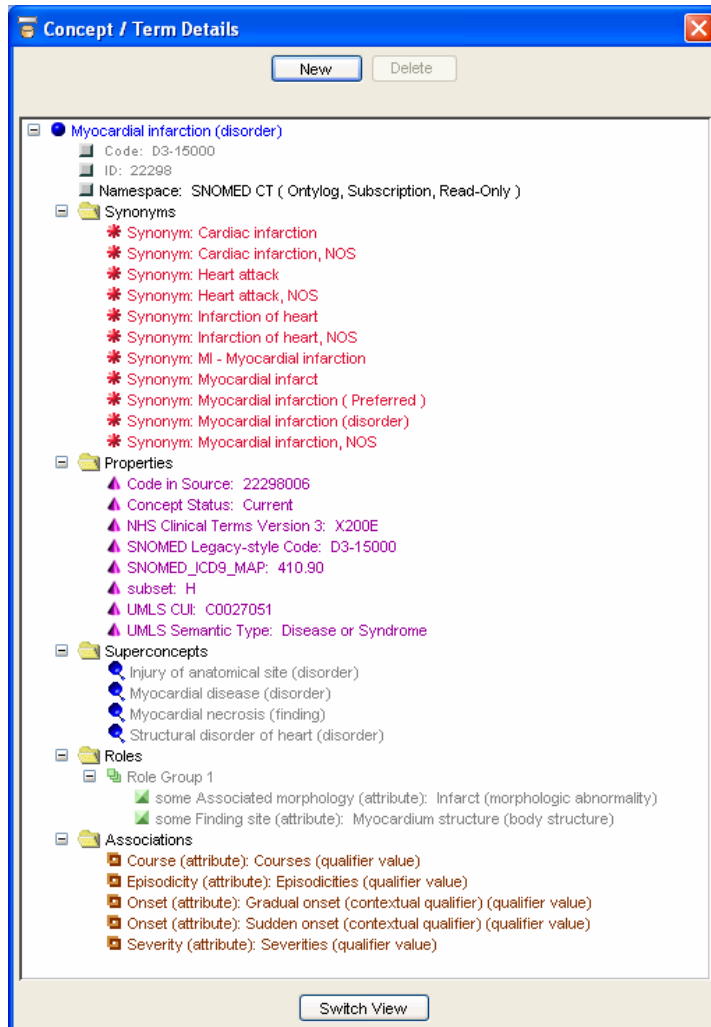 Concept / Term Details
New Delete
Myocardial infarction (disorder)
Code: D3-15000
ID: 22298
Namespace: SNOMED CT ( Ontylog, Subscription, Read-Only )
Synonyms
Synonym: Cardiac infarction
Synonym: Cardiac infarction, NOS
Synonym: Heart attack
Synonym: Heart attack, NOS
Synonym: Infarction of heart
Synonym: Infarction of heart, NOS
Synonym: MI - Myocardial infarction
Synonym: Myocardial infarct
Synonym: Myocardial infarction ( Preferred )
Synonym: Myocardial infarction (disorder)
Synonym: Myocardial infarction, NOS
Properties
Code in Source: 22298006
Concept Status: Current
NHS Clinical Terms Version 3: X200E
SNOMED Legacy-style Code: D3-15000
SNOMED_ICD9_MAP: 410.90
subset: H
UMLS CUI: C0027051
UMLS Semantic Type: Disease or Syndrome
Superconcepts
Injury of anatomical site (disorder)
Myocardial disease (disorder)
Myocardial necrosis (finding)
Structural disorder of heart (disorder)
Roles
Role Group 1
some Associated morphology (attribute): Infarct (morphologic abnormality)
some Finding site (attribute): Myocardium structure (body structure)
Associations
Course (attribute): Courses (qualifier value)
Episodicity (attribute): Episodicities (qualifier value)
Onset (attribute): Gradual onset (contextual qualifier) (qualifier value)
Onset (attribute): Sudden onset (contextual qualifier) (qualifier value)
Severity (attribute): Severities (qualifier value)
Switch View